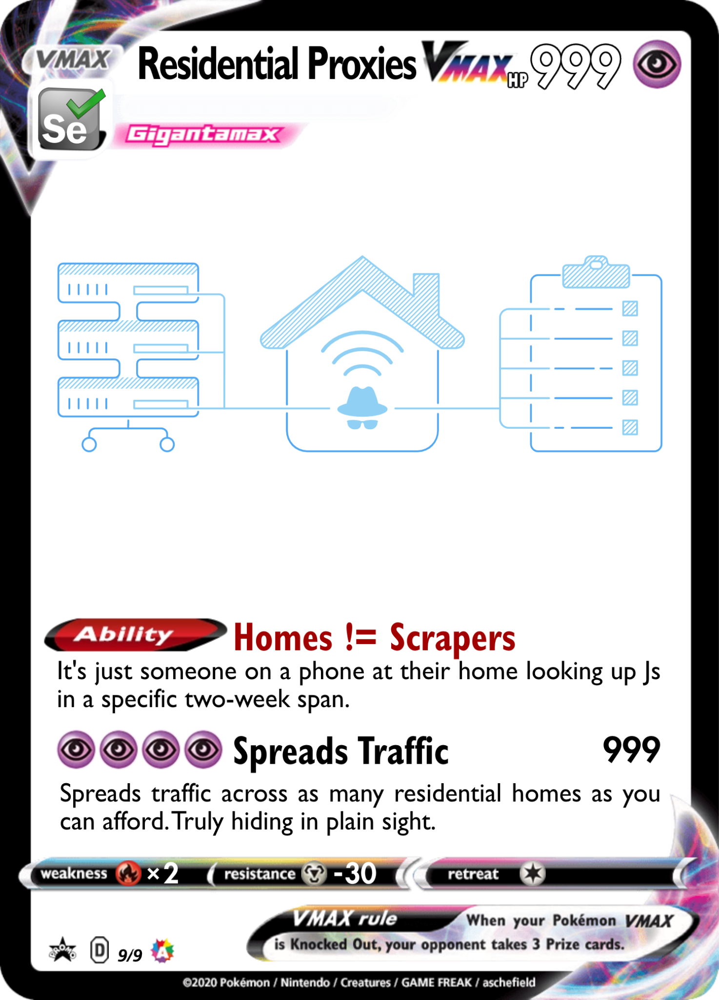 VMAX
Residential Proxies VMAX HP 999
Se
Gigantamax
Ability Homes != Scrapers
It's just someone on a phone at their home looking up Js
in a specific two-week span.
Spreads Traffic 999
Spreads traffic across as many residential homes as you
can afford. Truly hiding in plain sight.
weakness ×2 resistance -30 retreat
VMAX rule When your Pokémon VMAX
is Knocked Out, your opponent takes 3 Prize cards.
PROMO D 9/9 A
©2020 Pokémon / Nintendo / Creatures / GAME FREAK / aschefield